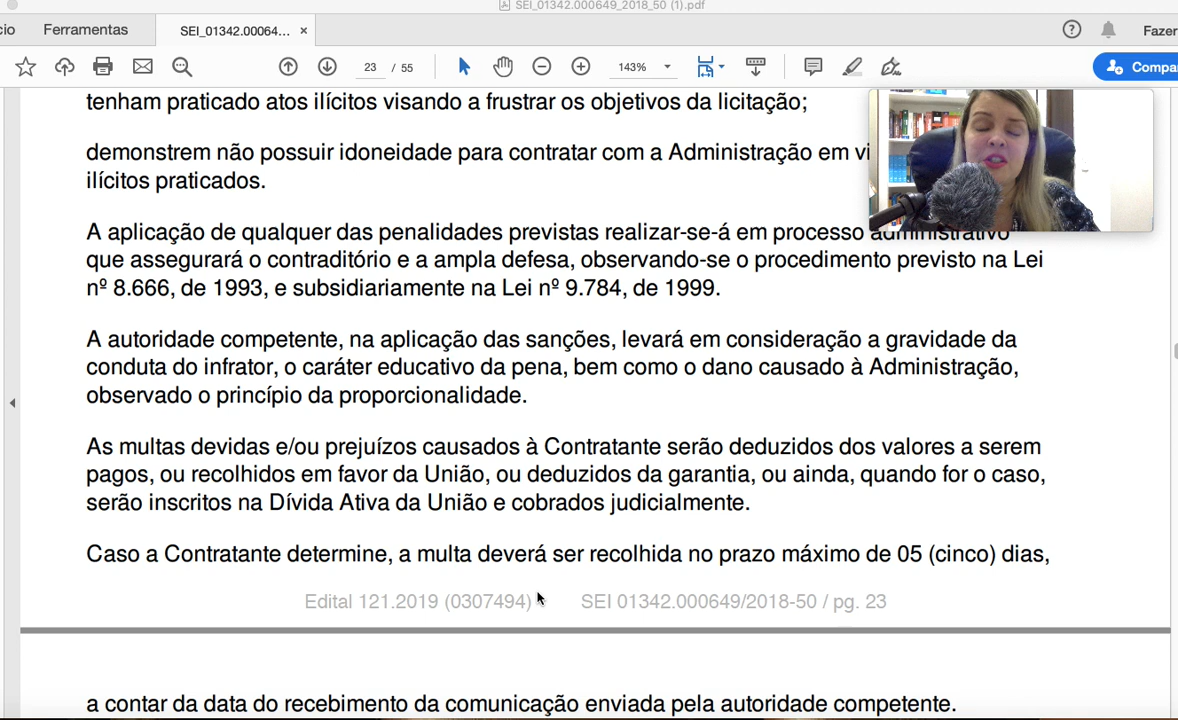 SEI_01342.000649_2018_50 (1).pdf
cio
Ferramentas
SEI_01342.00064... ×
Fazer
23 / 55
143%
Compa
tenham praticado atos ilícitos visando a frustrar os objetivos da licitação;
demonstrem não possuir idoneidade para contratar com a Administração em vi
ilícitos praticados.
A aplicação de qualquer das penalidades previstas realizar-se-á em processo administrativo
que assegurará o contraditório e a ampla defesa, observando-se o procedimento previsto na Lei
nº 8.666, de 1993, e subsidiariamente na Lei nº 9.784, de 1999.
A autoridade competente, na aplicação das sanções, levará em consideração a gravidade da
conduta do infrator, o caráter educativo da pena, bem como o dano causado à Administração,
observado o princípio da proporcionalidade.
As multas devidas e/ou prejuízos causados à Contratante serão deduzidos dos valores a serem
pagos, ou recolhidos em favor da União, ou deduzidos da garantia, ou ainda, quando for o caso,
serão inscritos na Dívida Ativa da União e cobrados judicialmente.
Caso a Contratante determine, a multa deverá ser recolhida no prazo máximo de 05 (cinco) dias,
Edital 121.2019 (0307494) SEI 01342.000649/2018-50 / pg. 23
a contar da data do recebimento da comunicação enviada pela autoridade competente.